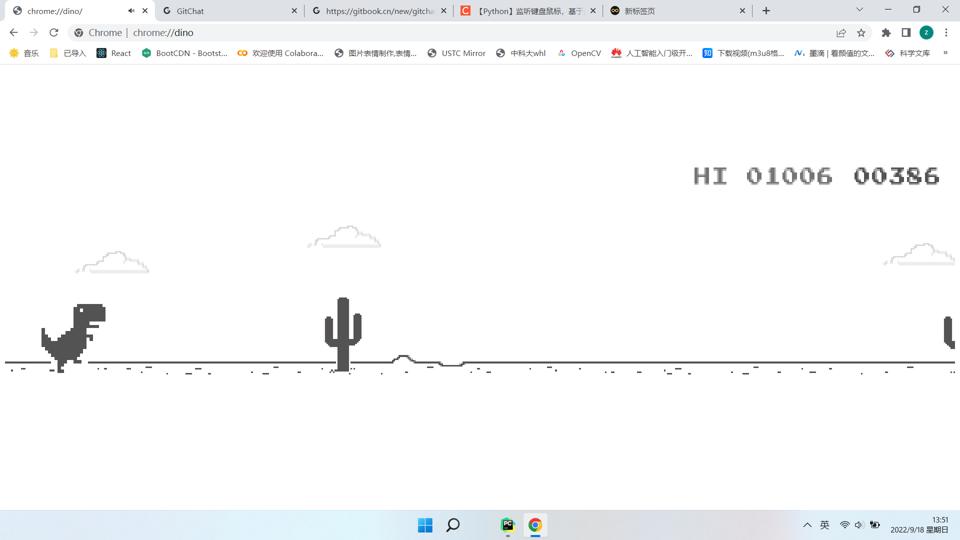 chrome://dino/
GitChat
https://gitbook.cn/new/gitcha
【Python】监听键盘鼠标，基于
新标签页
Chrome | chrome://dino
音乐
已导入
React
BootCDN - Bootst...
欢迎使用 Colabora...
图片表情制作,表情...
USTC Mirror
中科大whl
OpenCV
人工智能入门极开...
下载视频(m3u8格...
墨滴 | 看颜值的文...
科学文库
HI 01006 00386
英
13:51
2022/9/18 星期日